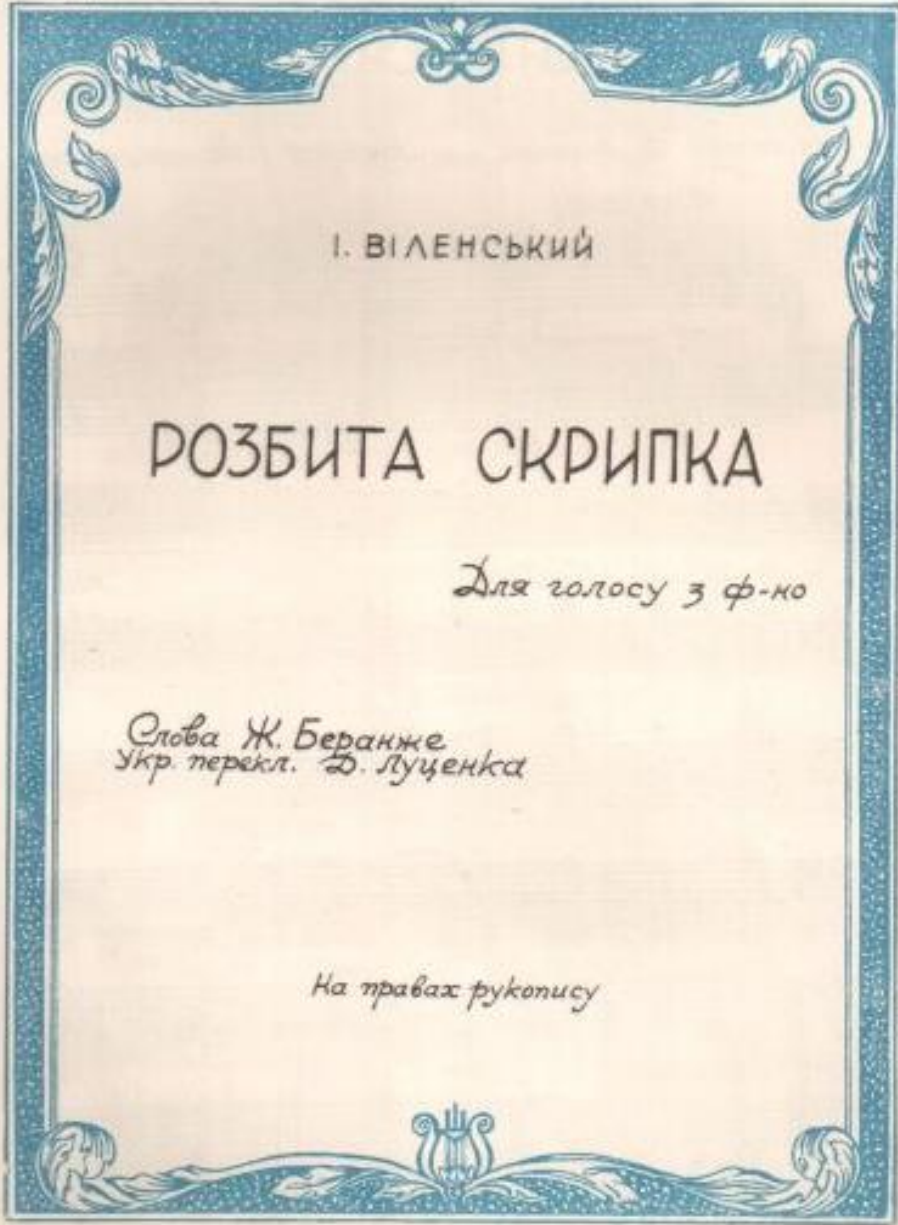 І. ВІЛЕНСЬКИЙ
РОЗБИТА СКРИПКА
Для голосу з ф-но
Слова Ж. Беранже
Укр. перекл. Д. Луценка
На правах рукопису